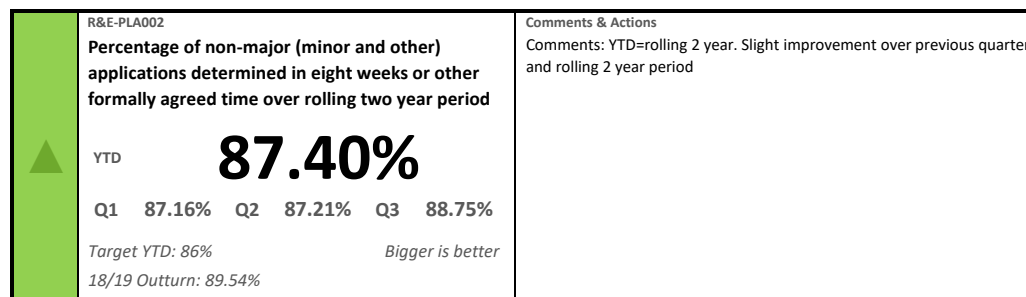 R&E-PLA002
Percentage of non-major (minor and other)
applications determined in eight weeks or other
formally agreed time over rolling two year period
YTD 87.40%
Q1 87.16% Q2 87.21% Q3 88.75%
Target YTD: 86% Bigger is better
18/19 Outturn: 89.54%
Comments & Actions
Comments: YTD=rolling 2 year. Slight improvement over previous quarter
and rolling 2 year period